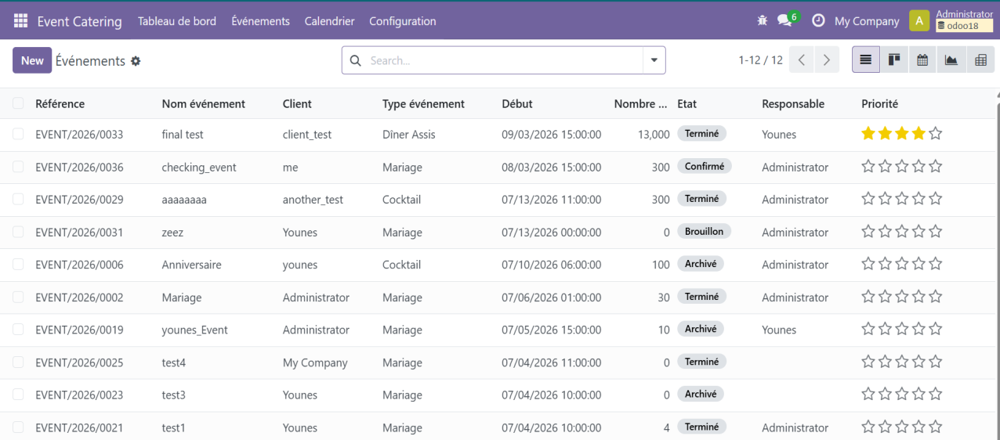 Event Catering Tableau de bord Événements Calendrier Configuration 6 My Company A Administrator
odoo18
New Événements Search... 1-12 / 12
Référence Nom événement Client Type événement Début Nombre ... Etat Responsable Priorité
EVENT/2026/0033 final test client_test Dîner Assis 09/03/2026 15:00:00 13,000 Terminé Younes
EVENT/2026/0036 checking_event me Mariage 08/03/2026 15:00:00 300 Confirmé Administrator
EVENT/2026/0029 aaaaaaaa another_test Cocktail 07/13/2026 11:00:00 300 Terminé Administrator
EVENT/2026/0031 zeez Younes Mariage 07/13/2026 00:00:00 0 Brouillon Administrator
EVENT/2026/0006 Anniversaire younes Cocktail 07/10/2026 06:00:00 100 Archivé Administrator
EVENT/2026/0002 Mariage Administrator Mariage 07/06/2026 01:00:00 30 Terminé Administrator
EVENT/2026/0019 younes_Event Administrator Mariage 07/05/2026 15:00:00 10 Archivé Younes
EVENT/2026/0025 test4 My Company Mariage 07/04/2026 11:00:00 0 Terminé
EVENT/2026/0023 test3 Younes Mariage 07/04/2026 10:00:00 0 Archivé
EVENT/2026/0021 test1 Younes Mariage 07/04/2026 10:00:00 4 Terminé Administrator